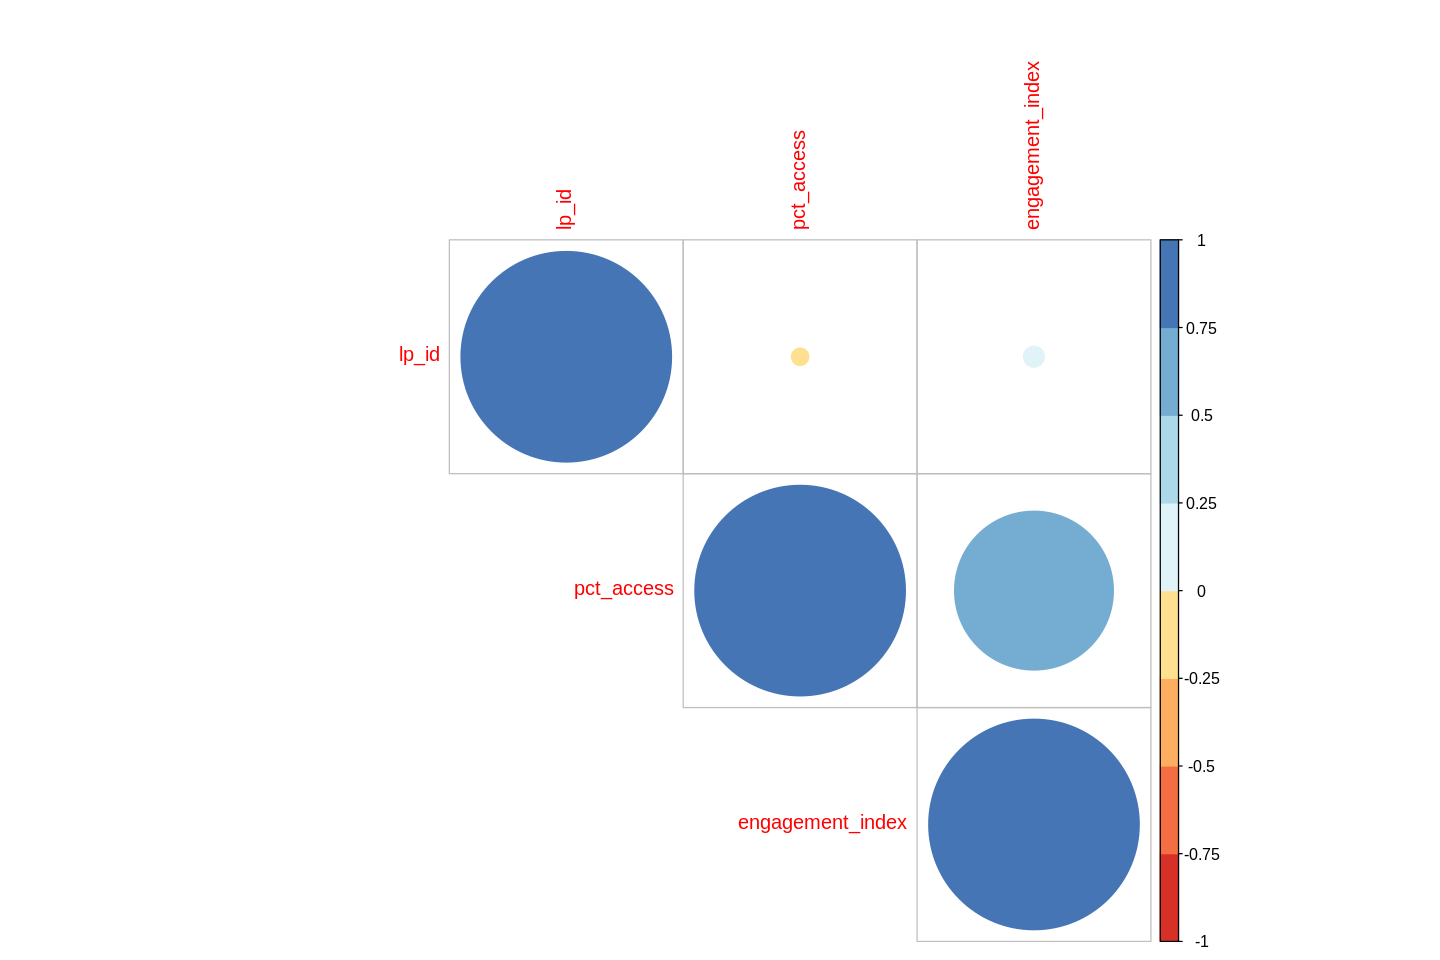 lp_id
pct_access
engagement_index
lp_id
pct_access
engagement_index
1
0.75
0.5
0.25
0
-0.25
-0.5
-0.75
-1